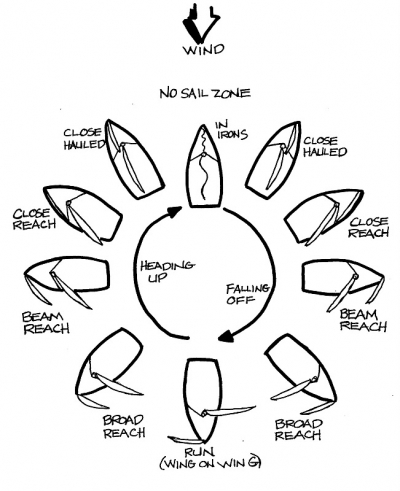 WIND
NO SAIL ZONE
CLOSE
HAULED
IN
IRONS
CLOSE
HAULED
CLOSE
REACH
CLOSE
REACH
HEADING
UP
FALLING
OFF
BEAM
REACH
BEAM
REACH
BROAD
REACH
RUN
(WING ON WING)
BROAD
REACH